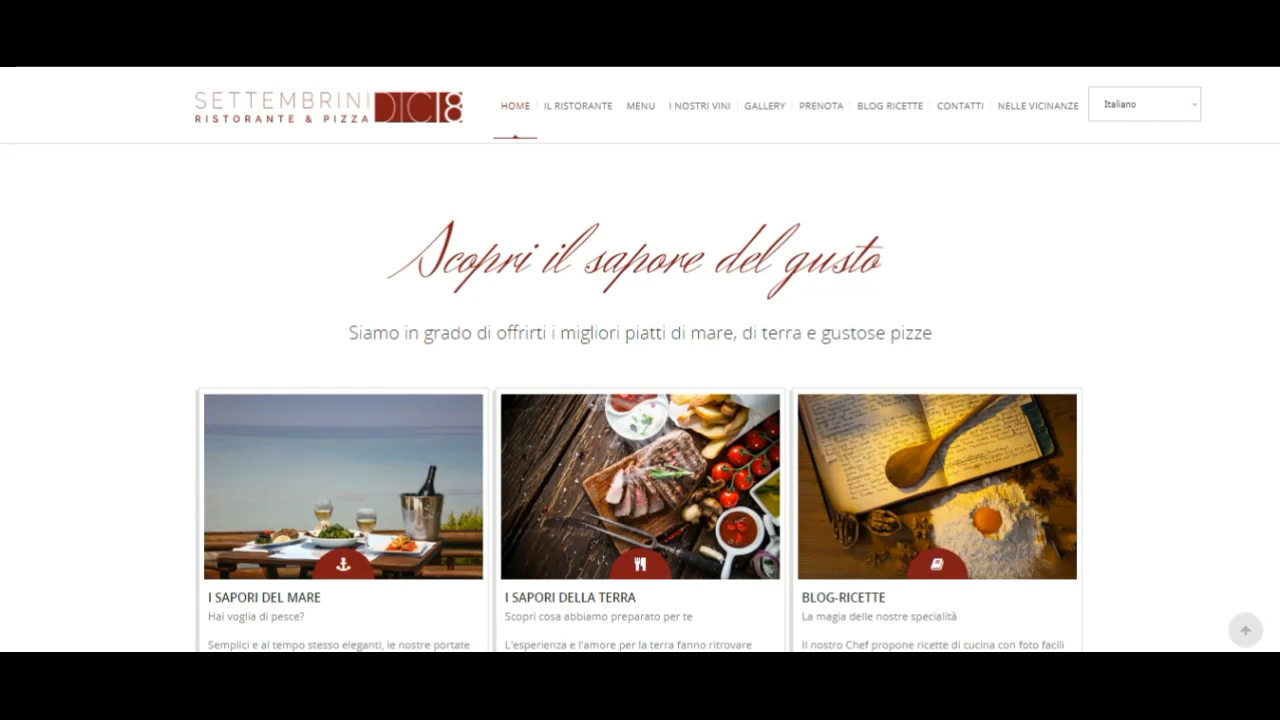 SETTEMBRINI DICI8
RISTORANTE & PIZZA
HOME IL RISTORANTE MENU I NOSTRI VINI GALLERY PRENOTA BLOG RICETTE CONTATTI NELLE VICINANZE Italiano
Scopri il sapore del gusto
Siamo in grado di offrirti i migliori piatti di mare, di terra e gustose pizze
I SAPORI DEL MARE
Hai voglia di pesce?
Semplici e al tempo stesso eleganti, le nostre portate
I SAPORI DELLA TERRA
Scopri cosa abbiamo preparato per te
L'esperienza e l'amore per la terra fanno ritrovare
BLOG-RICETTE
La magia delle nostre specialità
Il nostro Chef propone ricette di cucina con foto facili